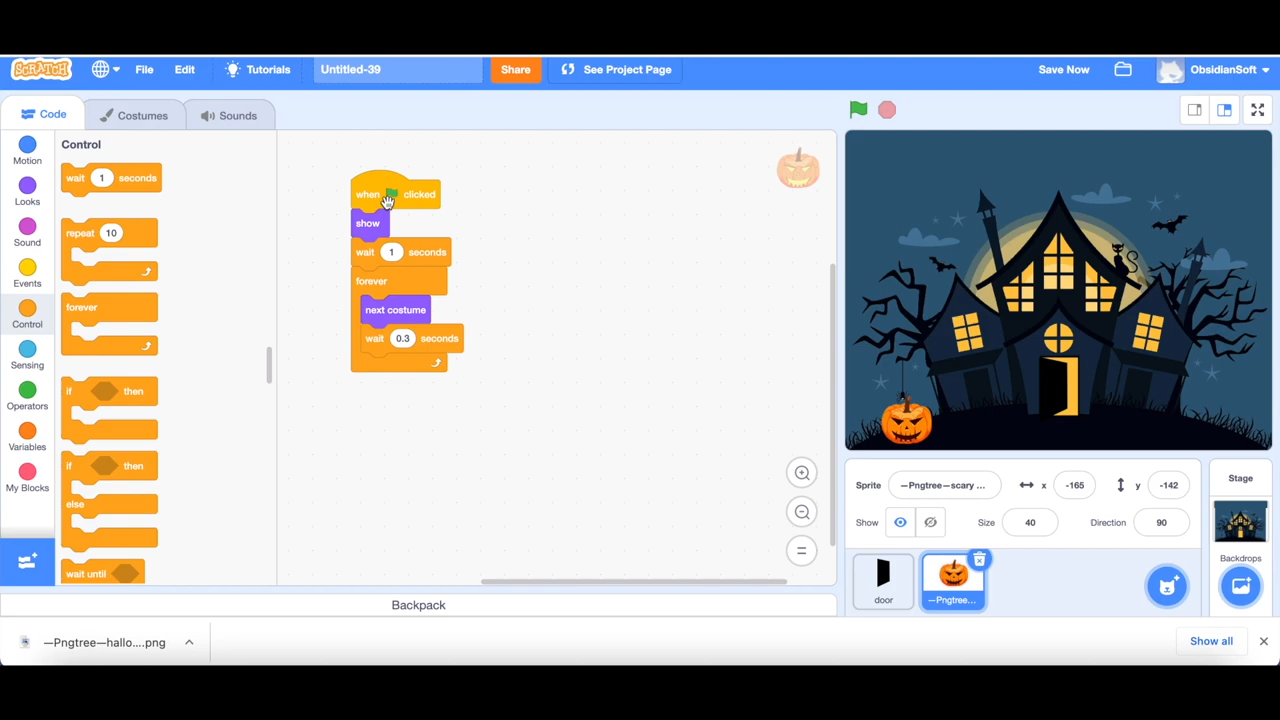 SCRATCH File Edit Tutorials Untitled-39 Share See Project Page Save Now ObsidianSoft
Code Costumes Sounds
Motion
Looks
Sound
Events
Control
Sensing
Operators
Variables
My Blocks
Control
wait 1 seconds
repeat 10
forever
if then
if then
else
wait until
when clicked
show
wait 1 seconds
forever
next costume
wait 0.3 seconds
Sprite —Pngtree—scary ... x -165 y -142
Show Size 40 Direction 90
door
—Pngtree...
Stage
Backdrops
Backpack
—Pngtree—hallo....png
Show all